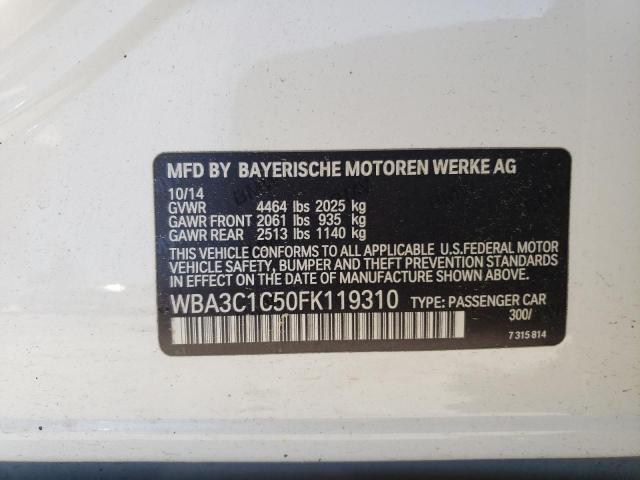 MFD BY BAYERISCHE MOTOREN WERKE AG
10/14
GVWR 4464 lbs 2025 kg
GAWR FRONT 2061 lbs 935 kg
GAWR REAR 2513 lbs 1140 kg
THIS VEHICLE CONFORMS TO ALL APPLICABLE U.S.FEDERAL MOTOR
VEHICLE SAFETY, BUMPER AND THEFT PREVENTION STANDARDS
IN EFFECT ON THE DATE OF MANUFACTURE SHOWN ABOVE.
WBA3C1C50FK119310 TYPE: PASSENGER CAR
300/
7 315 814